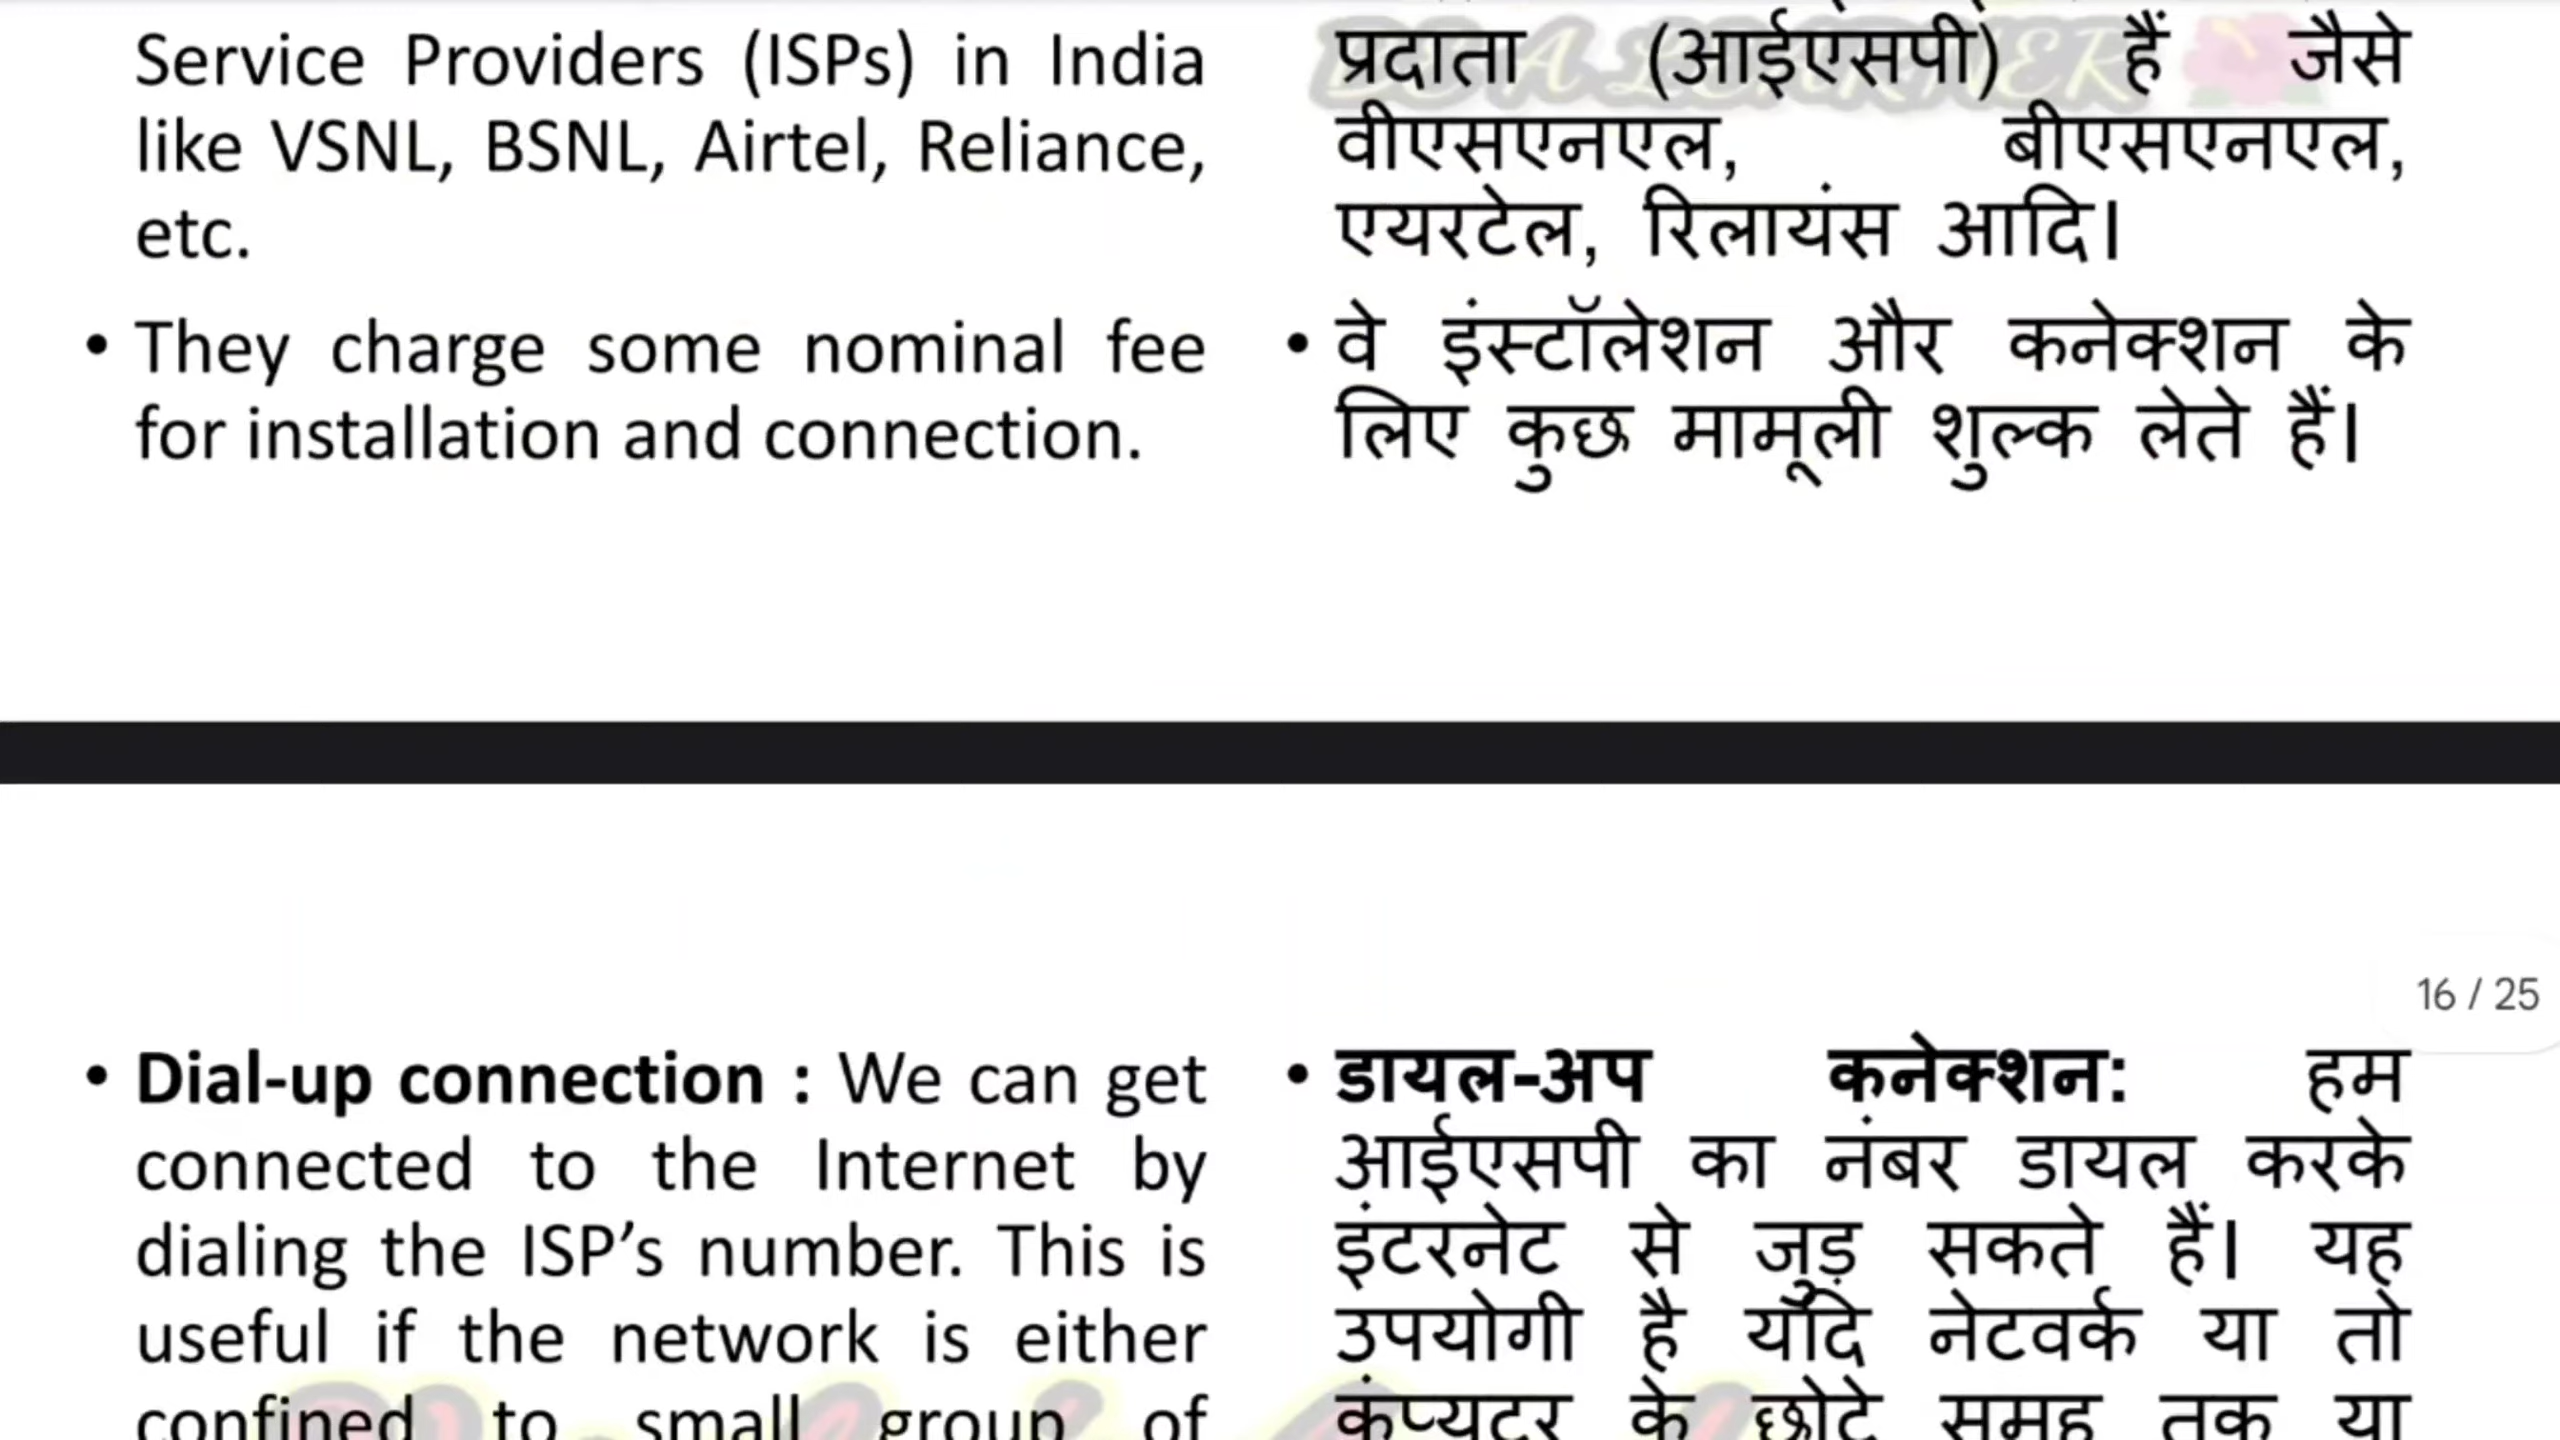 Service Providers (ISPs) in India
like VSNL, BSNL, Airtel, Reliance,
etc.
• They charge some nominal fee
for installation and connection.
प्रदाता (आईएसपी) हैं जैसे
वीएसएनएल, बीएसएनएल,
एयरटेल, रिलायंस आदि।
• वे इंस्टॉलेशन और कनेक्शन के
लिए कुछ मामूली शुल्क लेते हैं।
16 / 25
• Dial-up connection : We can get
connected to the Internet by
dialing the ISP’s number. This is
useful if the network is either
confined to small group of
• डायल-अप कनेक्शन: हम
आईएसपी का नंबर डायल करके
इंटरनेट से जुड़ सकते हैं। यह
उपयोगी है यदि नेटवर्क या तो
कंप्यूटर के छोटे समूह तक या